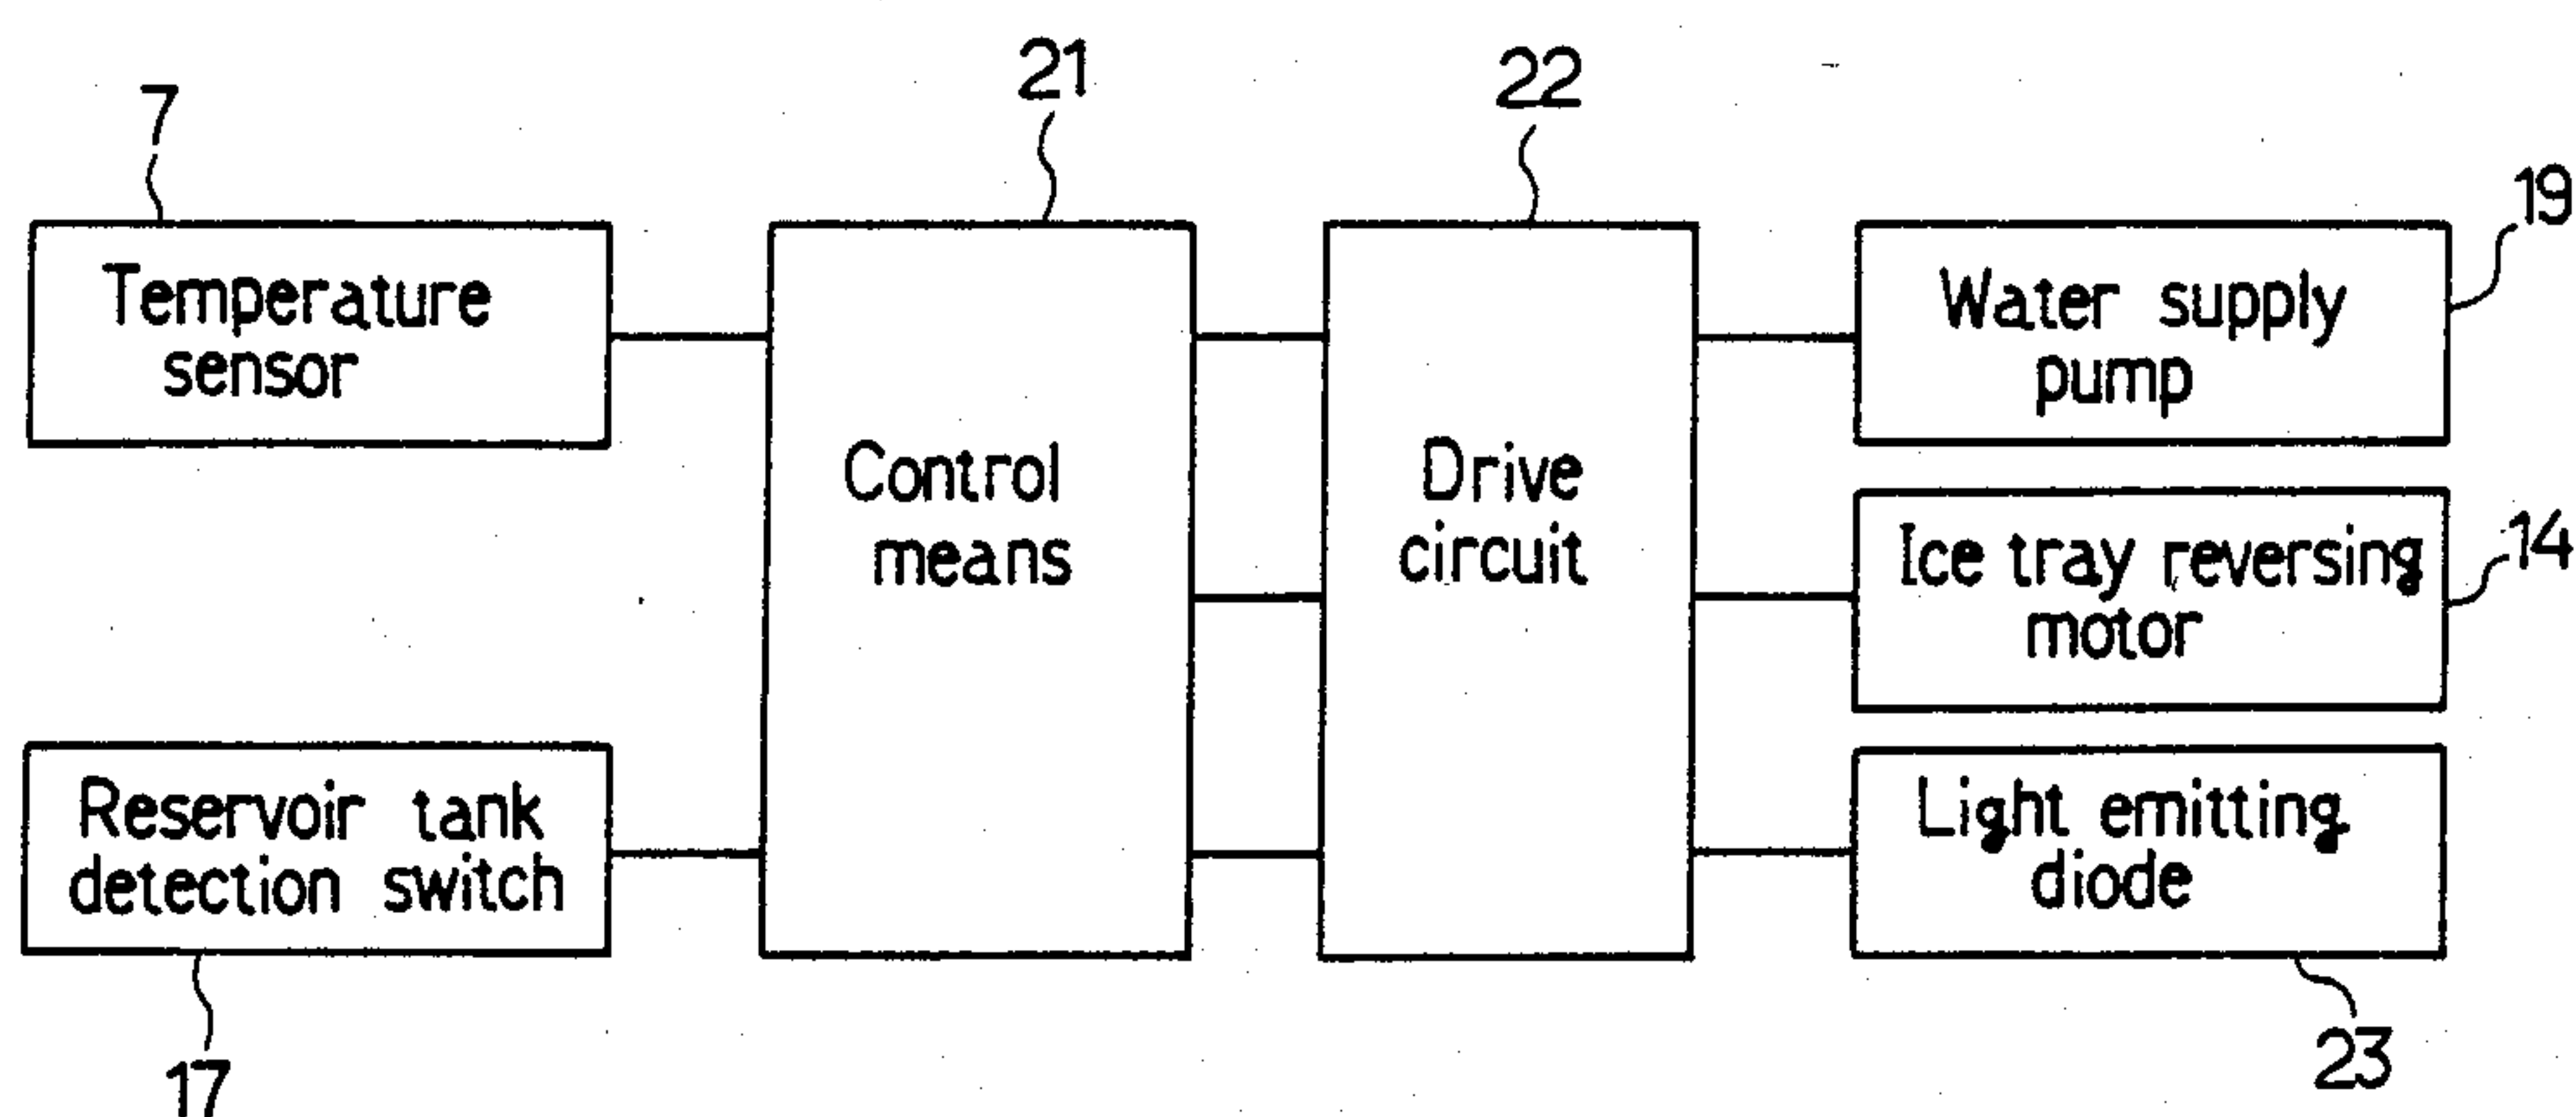 7
21
22
19
Temperature
sensor
Control
means
Drive
circuit
Water supply
pump
Ice tray reversing
motor
14
Reservoir tank
detection switch
Light emitting
diode
17
23